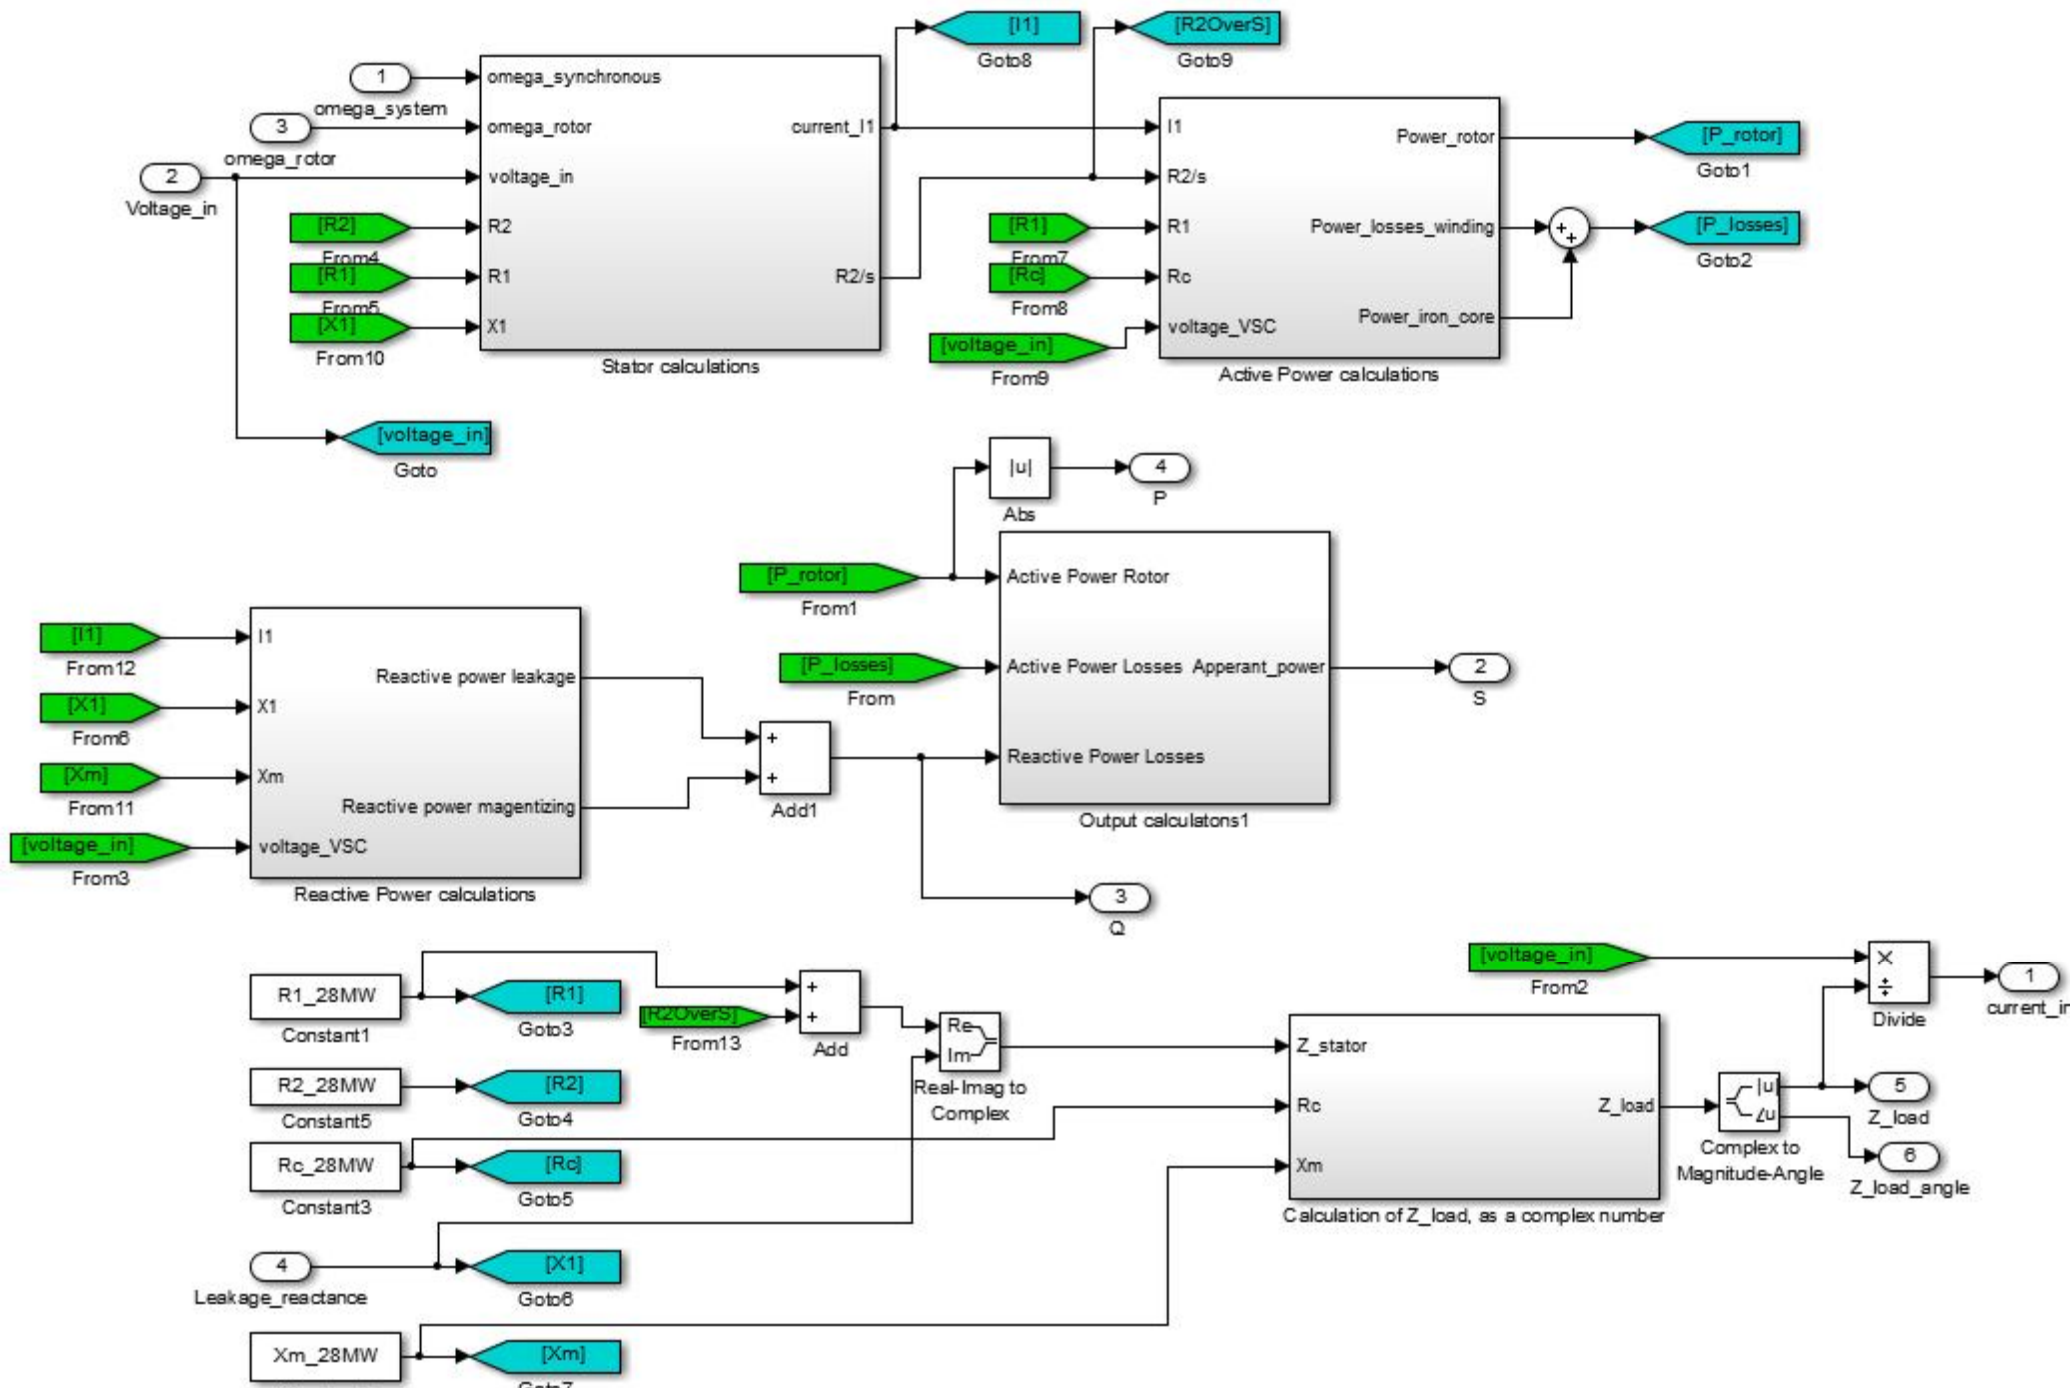 [I1]
Goto8
[R2OverS]
Goto9
1
omega_system
3
omega_rotor
2
Voltage_in
[R2]
From4
[R1]
From5
[X1]
From10
omega_synchronous
omega_rotor
voltage_in
R2
R1
X1
current_I1
R2/s
Stator calculations
[voltage_in]
Goto
[R1]
From7
[Rc]
From8
[voltage_in]
From9
I1
R2/s
R1
Rc
voltage_VSC
Power_rotor
Power_losses_winding
Power_iron_core
Active Power calculations
+
+
[P_rotor]
Goto1
[P_losses]
Goto2
|u|
Abs
4
P
[P_rotor]
From1
[P_losses]
From
Active Power Rotor
Active Power Losses
Apperant_power
Reactive Power Losses
Output calculatons1
2
S
[I1]
From12
[X1]
From6
[Xm]
From11
[voltage_in]
From3
I1
X1
Xm
voltage_VSC
Reactive power leakage
Reactive power magentizing
Reactive Power calculations
+
+
Add1
3
Q
R1_28MW
Constant1
[R1]
Goto3
[R2OverS]
From13
+
+
Add
R2_28MW
Constant5
[R2]
Goto4
Re
Im
Real-Imag to
Complex
Rc_28MW
Constant3
[Rc]
Goto5
4
Leakage_reactance
[X1]
Goto6
Xm_28MW
[Xm]
Goto7
Z_stator
Rc
Xm
Z_load
Calculation of Z_load, as a complex number
|u|
∠u
Complex to
Magnitude-Angle
[voltage_in]
From2
×
÷
Divide
1
current_in
5
Z_load
6
Z_load_angle